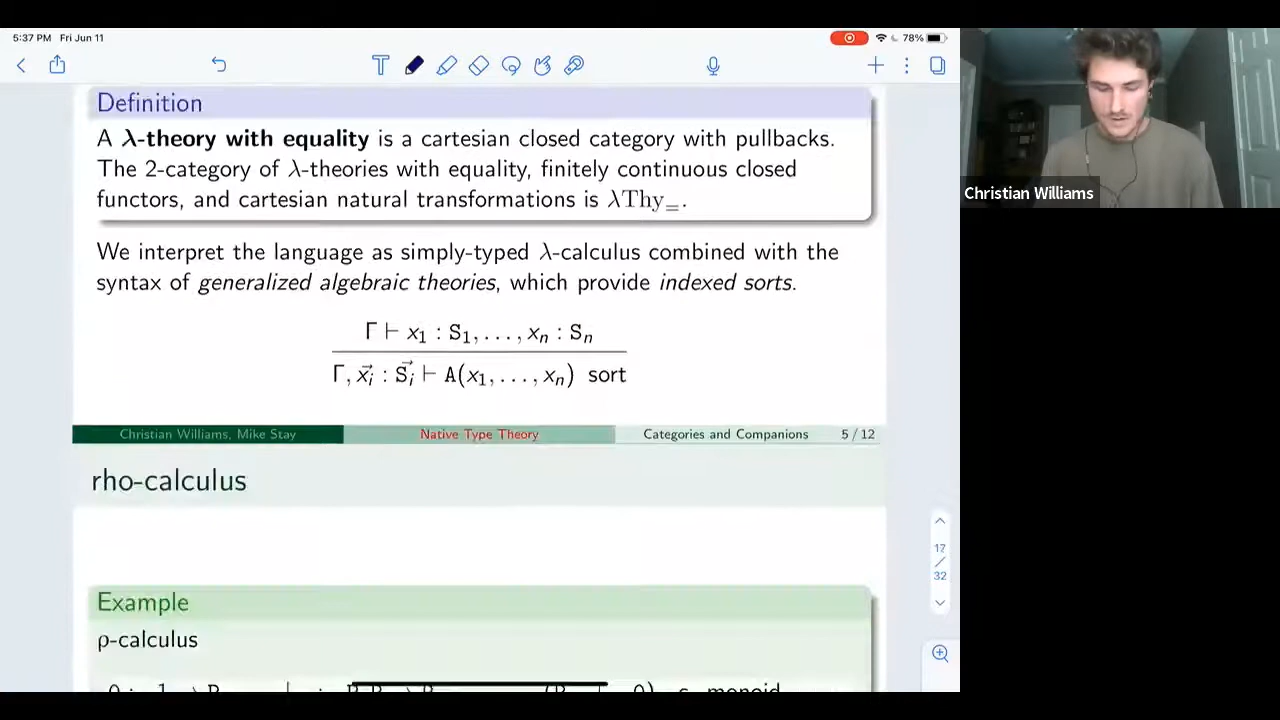 5:37 PM Fri Jun 11
78%
Definition
A λ-theory with equality is a cartesian closed category with pullbacks.
The 2-category of λ-theories with equality, finitely continuous closed
functors, and cartesian natural transformations is λThy₌.
We interpret the language as simply-typed λ-calculus combined with the
syntax of generalized algebraic theories, which provide indexed sorts.
Γ ⊢ x₁ : S₁, . . . , xₙ : Sₙ
Γ, x⃗ᵢ : S⃗ᵢ ⊢ A(x₁, . . . , xₙ) sort
Christian Williams, Mike Stay Native Type Theory Categories and Companions 5 / 12
rho-calculus
Example
ρ-calculus
monoid
17
/
32
Christian Williams